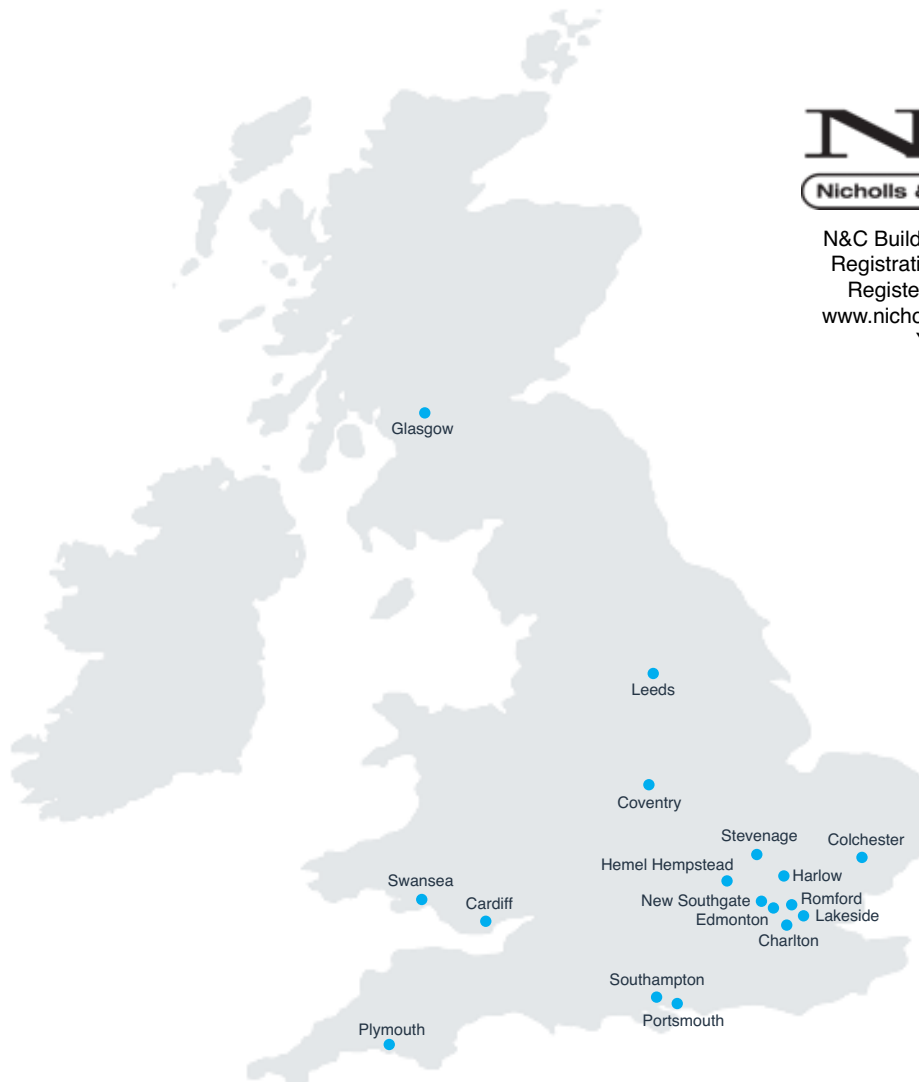 N
Nicholls &
N&C Build
Registrati
Registe
www.nicho
Glasgow
Leeds
Coventry
Stevenage
Colchester
Hemel Hempstead
Harlow
Swansea
Cardiff
New Southgate
Romford
Edmonton
Lakeside
Charlton
Southampton
Portsmouth
Plymouth